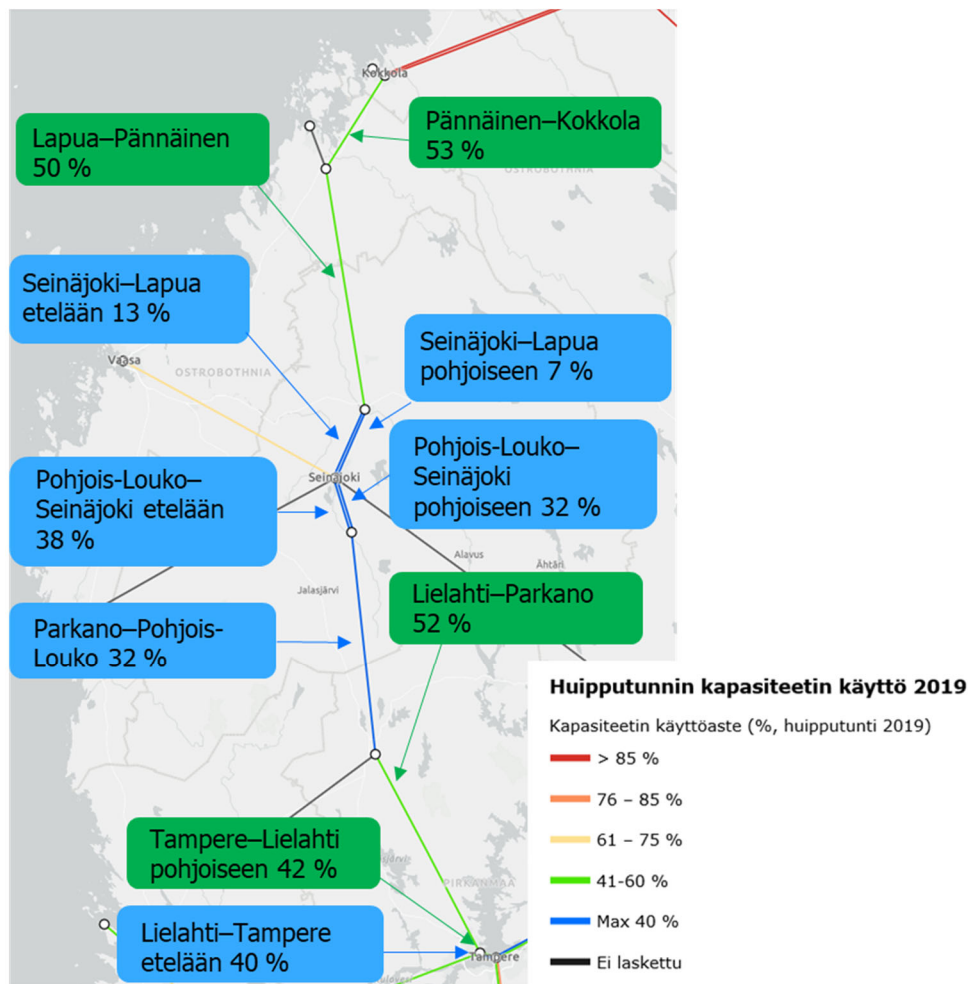 Kokkola
Lapua–Pännäinen
50 %
Pännäinen–Kokkola
53 %
OSTROBOTHNIA
Seinäjoki–Lapua
etelään 13 %
Seinäjoki–Lapua
pohjoiseen 7 %
Vaasa
OSTROBOTHNIA
Pohjois-Louko–
Seinäjoki
pohjoiseen 32 %
Seinäjoki
Pohjois-Louko–
Seinäjoki etelään
38 %
Alavus
Ähtäri
Jalasjärvi
Lielahti–Parkano
52 %
Parkano–Pohjois-
Louko 32 %
Huipputunnin kapasiteetin käyttö 2019
Kapasiteetin käyttöaste (%, huipputunti 2019)
> 85 %
76 – 85 %
61 – 75 %
41-60 %
Max 40 %
Ei laskettu
Tampere–Lielahti
pohjoiseen 42 %
PIRKANMAA
Lielahti–Tampere
etelään 40 %
Tampere